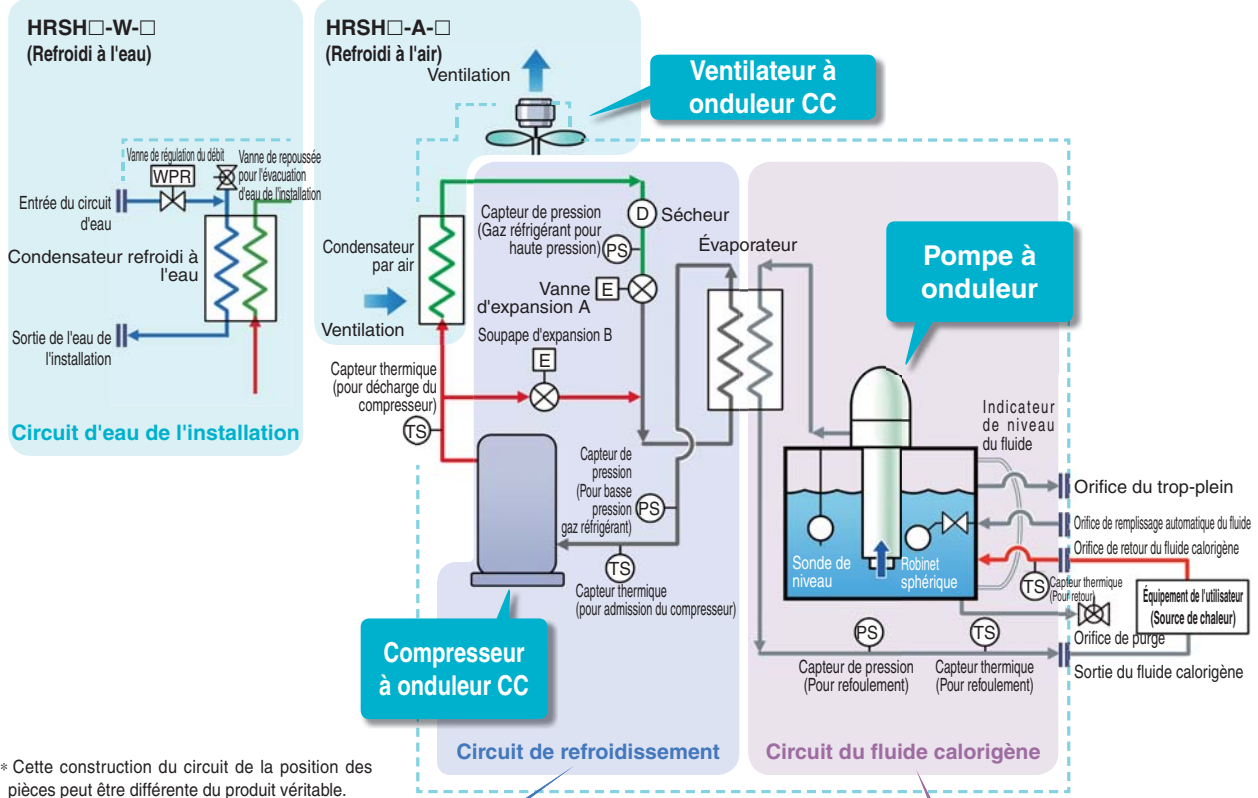 HRSH□-W-□
(Refroidi à l'eau)
Vanne de régulation du débit
WPR
Vanne de repoussée
pour l'évacuation
d'eau de l'installation
Entrée du circuit
d'eau
Condensateur refroidi à
l'eau
Sortie de l'eau de
l'installation
Circuit d'eau de l'installation
HRSH□-A-□
(Refroidi à l'air)
Ventilation
Ventilateur à
onduleur CC
Condensateur
par air
Ventilation
Capteur de pression
(Gaz réfrigérant pour
haute pression)
PS
D
Sécheur
Vanne
d'expansion A
E
Soupape d'expansion B
E
Évaporateur
Capteur thermique
(pour décharge du
compresseur)
TS
Capteur de
pression
(Pour basse
pression
gaz réfrigérant)
PS
TS
Capteur thermique
(pour admission du compresseur)
Compresseur
à onduleur CC
Circuit de refroidissement
Pompe à
onduleur
Indicateur
de niveau
du fluide
Sonde de
niveau
Robinet
sphérique
Orifice du trop-plein
Orifice de remplissage automatique du fluide
Orifice de retour du fluide calorigène
TS
Capteur thermique
(Pour retour)
Équipement de l'utilisateur
(Source de chaleur)
Orifice de purge
Sortie du fluide calorigène
PS
Capteur de pression
(Pour refoulement)
TS
Capteur thermique
(Pour refoulement)
Circuit du fluide calorigène
* Cette construction du circuit de la position des
pièces peut être différente du produit véritable.